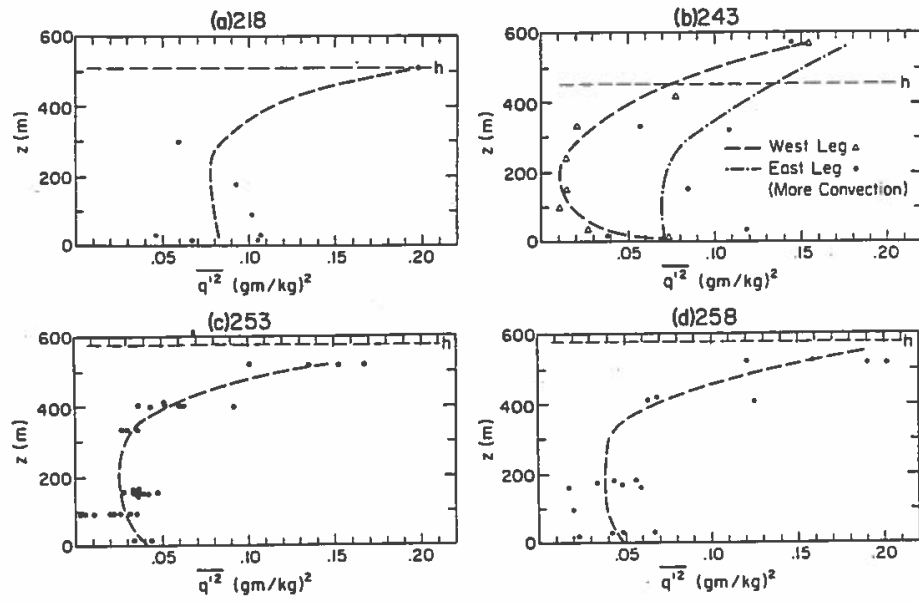 (a)218
600
400
200
0
z (m)
h
.05 .10 .15 .20
q'² (gm/kg)²
(b)243
600
400
200
0
z (m)
h
West Leg △
East Leg •
(More Convection)
.05 .10 .15 .20
q'² (gm/kg)²
(c)253
600
400
200
0
z (m)
h
.05 .10 .15 .20
q'² (gm/kg)²
(d)258
600
400
200
0
z (m)
h
.05 .10 .15 .20
q'² (gm/kg)²